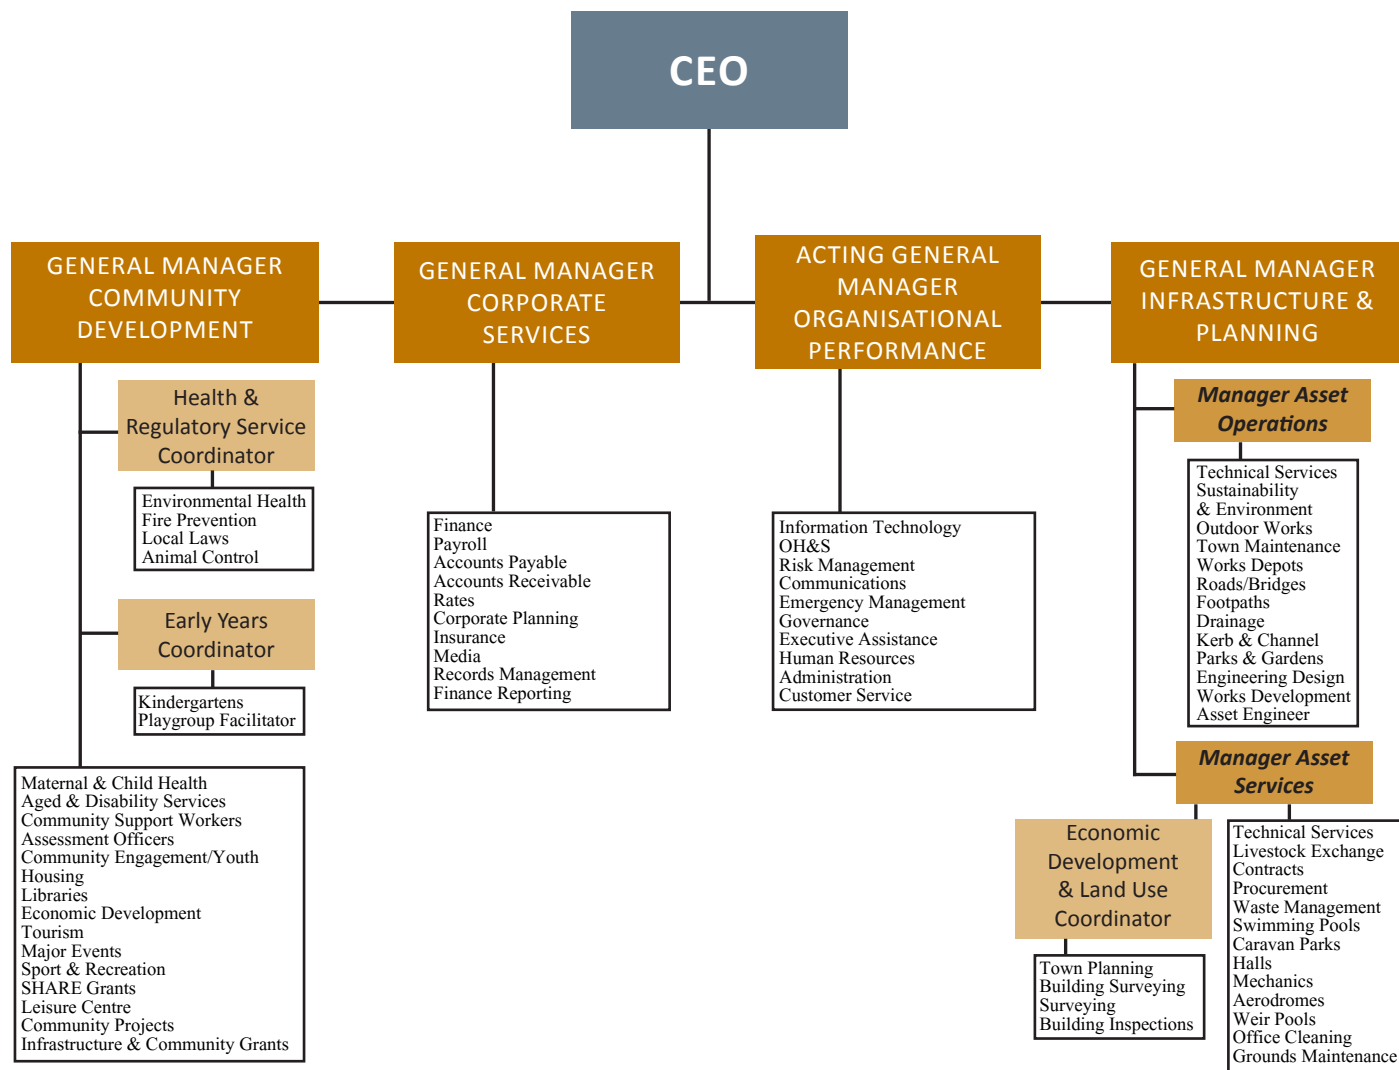 CEO
GENERAL MANAGER
COMMUNITY
DEVELOPMENT
GENERAL MANAGER
CORPORATE
SERVICES
ACTING GENERAL
MANAGER
ORGANISATIONAL
PERFORMANCE
GENERAL MANAGER
INFRASTRUCTURE &
PLANNING
Health &
Regulatory Service
Coordinator
Environmental Health
Fire Prevention
Local Laws
Animal Control
Early Years
Coordinator
Kindergartens
Playgroup Facilitator
Maternal & Child Health
Aged & Disability Services
Community Support Workers
Assessment Officers
Community Engagement/Youth
Housing
Libraries
Economic Development
Tourism
Major Events
Sport & Recreation
SHARE Grants
Leisure Centre
Community Projects
Infrastructure & Community Grants
Finance
Payroll
Accounts Payable
Accounts Receivable
Rates
Corporate Planning
Insurance
Media
Records Management
Finance Reporting
Information Technology
OH&S
Risk Management
Communications
Emergency Management
Governance
Executive Assistance
Human Resources
Administration
Customer Service
Manager Asset
Operations
Technical Services
Sustainability
& Environment
Outdoor Works
Town Maintenance
Works Depots
Roads/Bridges
Footpaths
Drainage
Kerb & Channel
Parks & Gardens
Engineering Design
Works Development
Asset Engineer
Manager Asset
Services
Economic
Development
& Land Use
Coordinator
Town Planning
Building Surveying
Surveying
Building Inspections
Technical Services
Livestock Exchange
Contracts
Procurement
Waste Management
Swimming Pools
Caravan Parks
Halls
Mechanics
Aerodromes
Weir Pools
Office Cleaning
Grounds Maintenance